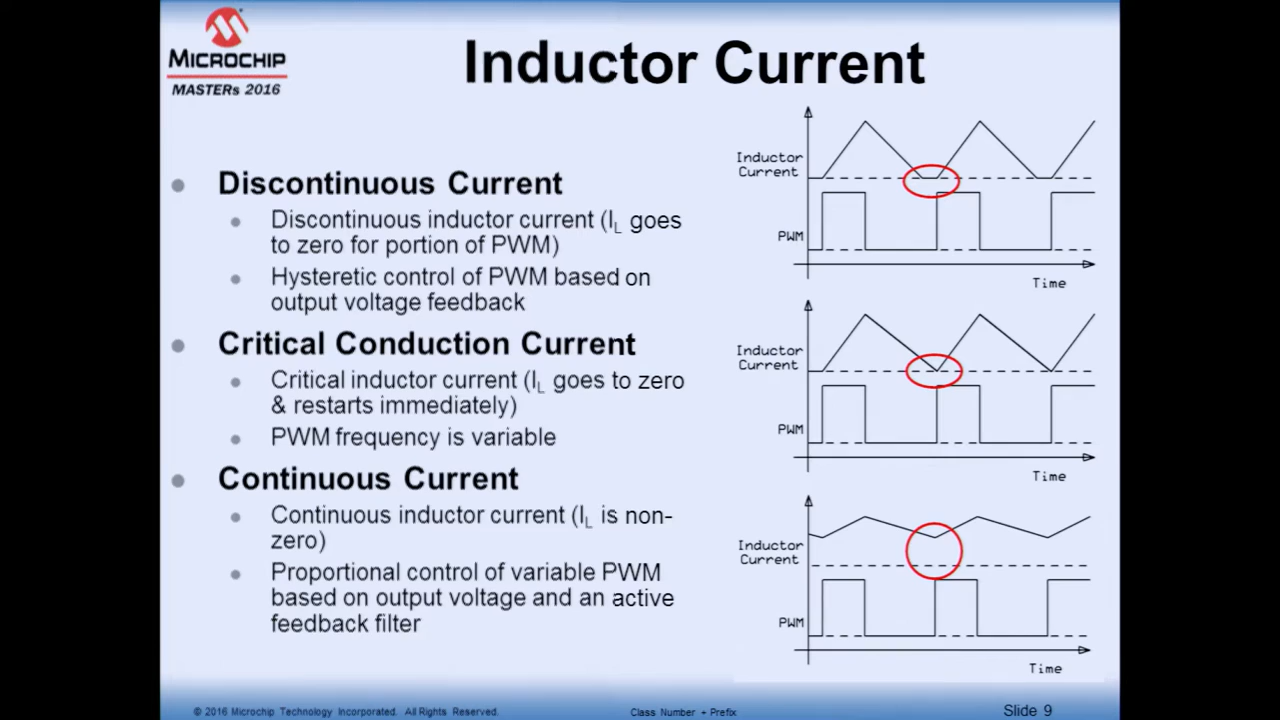 MICROCHIP
MASTERs 2016
Inductor Current
Discontinuous Current
Discontinuous inductor current (IL goes
to zero for portion of PWM)
Hysteretic control of PWM based on
output voltage feedback
Critical Conduction Current
Critical inductor current (IL goes to zero
& restarts immediately)
PWM frequency is variable
Continuous Current
Continuous inductor current (IL is non-
zero)
Proportional control of variable PWM
based on output voltage and an active
feedback filter
Inductor
Current
PWM
Time
Inductor
Current
PWM
Time
Inductor
Current
PWM
Time
© 2016 Microchip Technology Incorporated. All Rights Reserved.
Class Number + Prefix
Slide 9